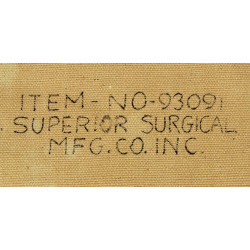 ITEM-NO-93091
SUPERIOR SURGICAL.
MFG.CO.INC.